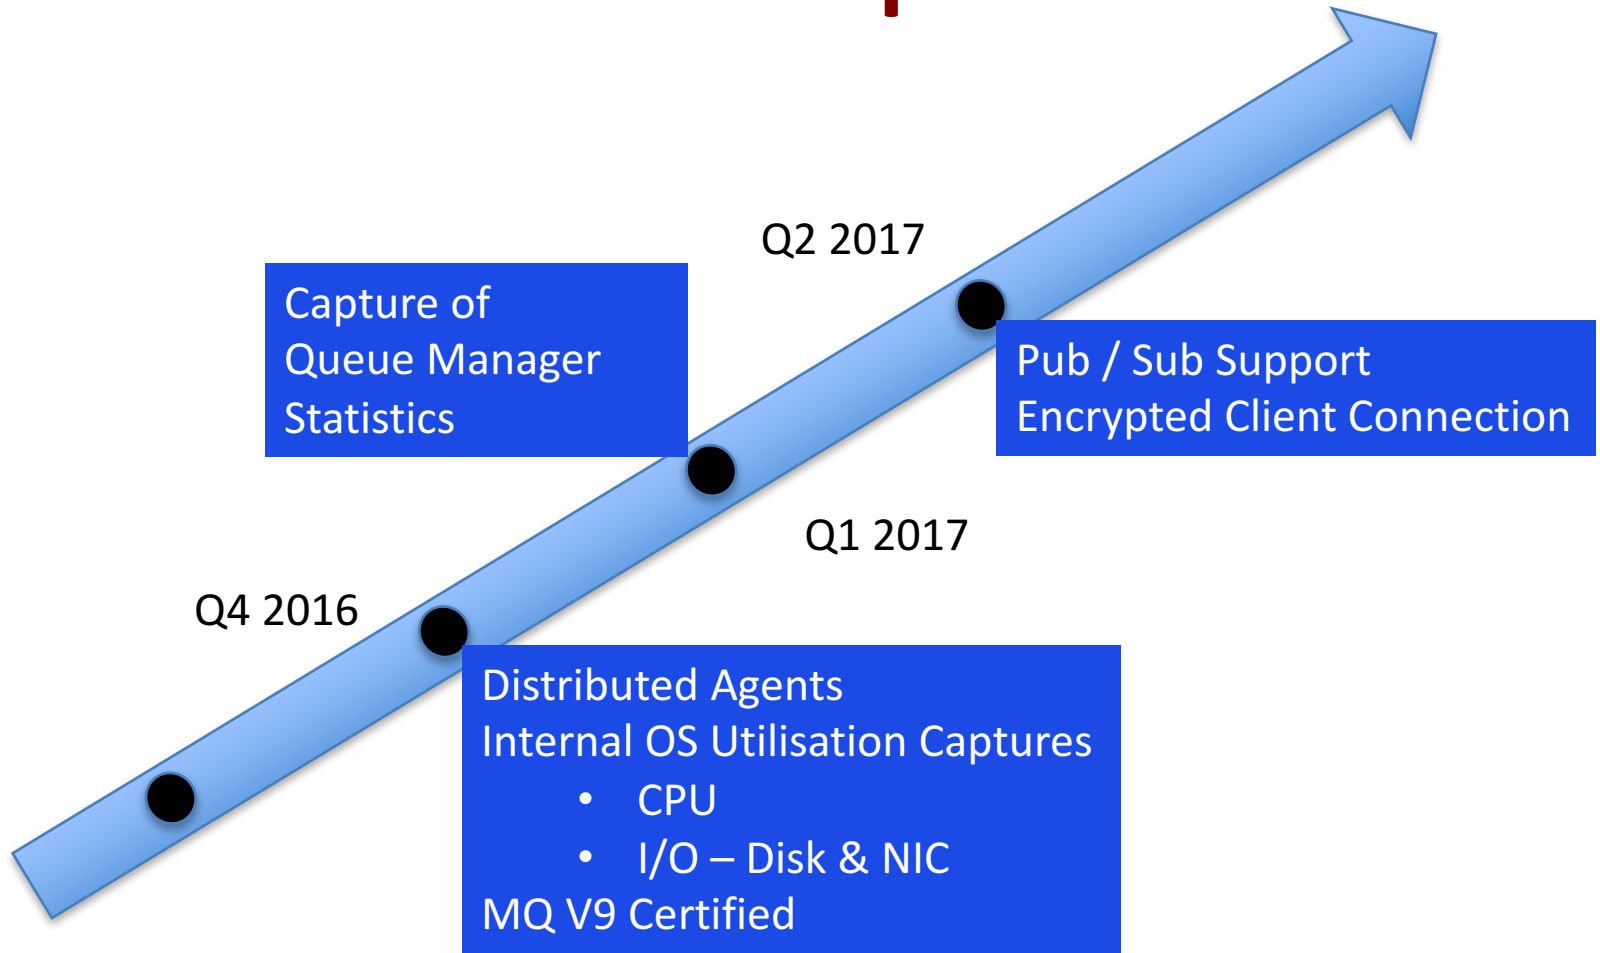 Q2 2017
Capture of
Queue Manager
Statistics
Pub / Sub Support
Encrypted Client Connection
Q1 2017
Q4 2016
Distributed Agents
Internal OS Utilisation Captures
• CPU
• I/O – Disk & NIC
MQ V9 Certified